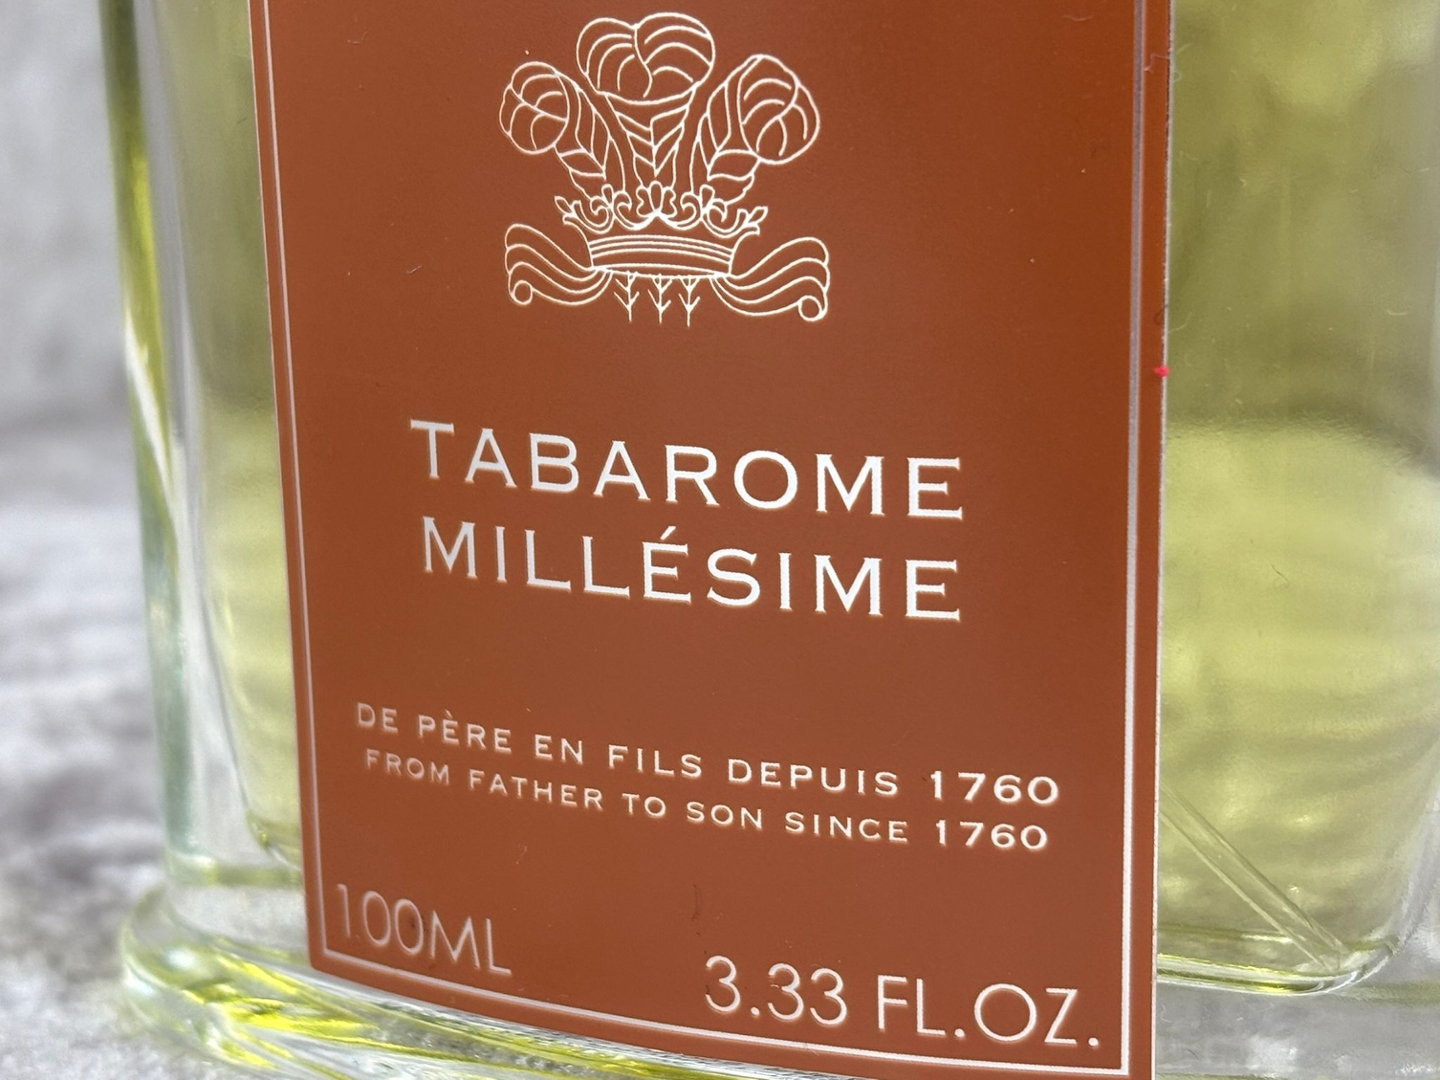 TABAROME
MILLÉSIME
DE PÈRE EN FILS DEPUIS 1760
FROM FATHER TO SON SINCE 1760
100ML
3.33 FL.OZ.